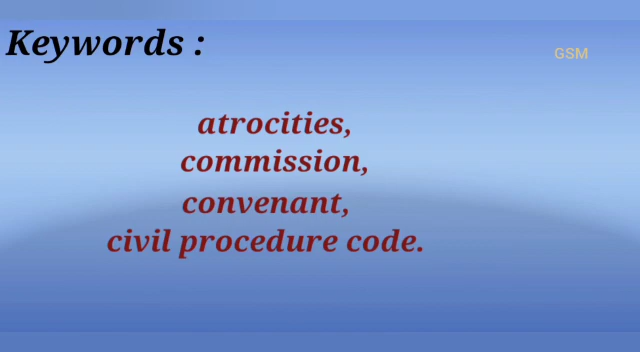 Keywords :
GSM
atrocities,
commission,
convenant,
civil procedure code.